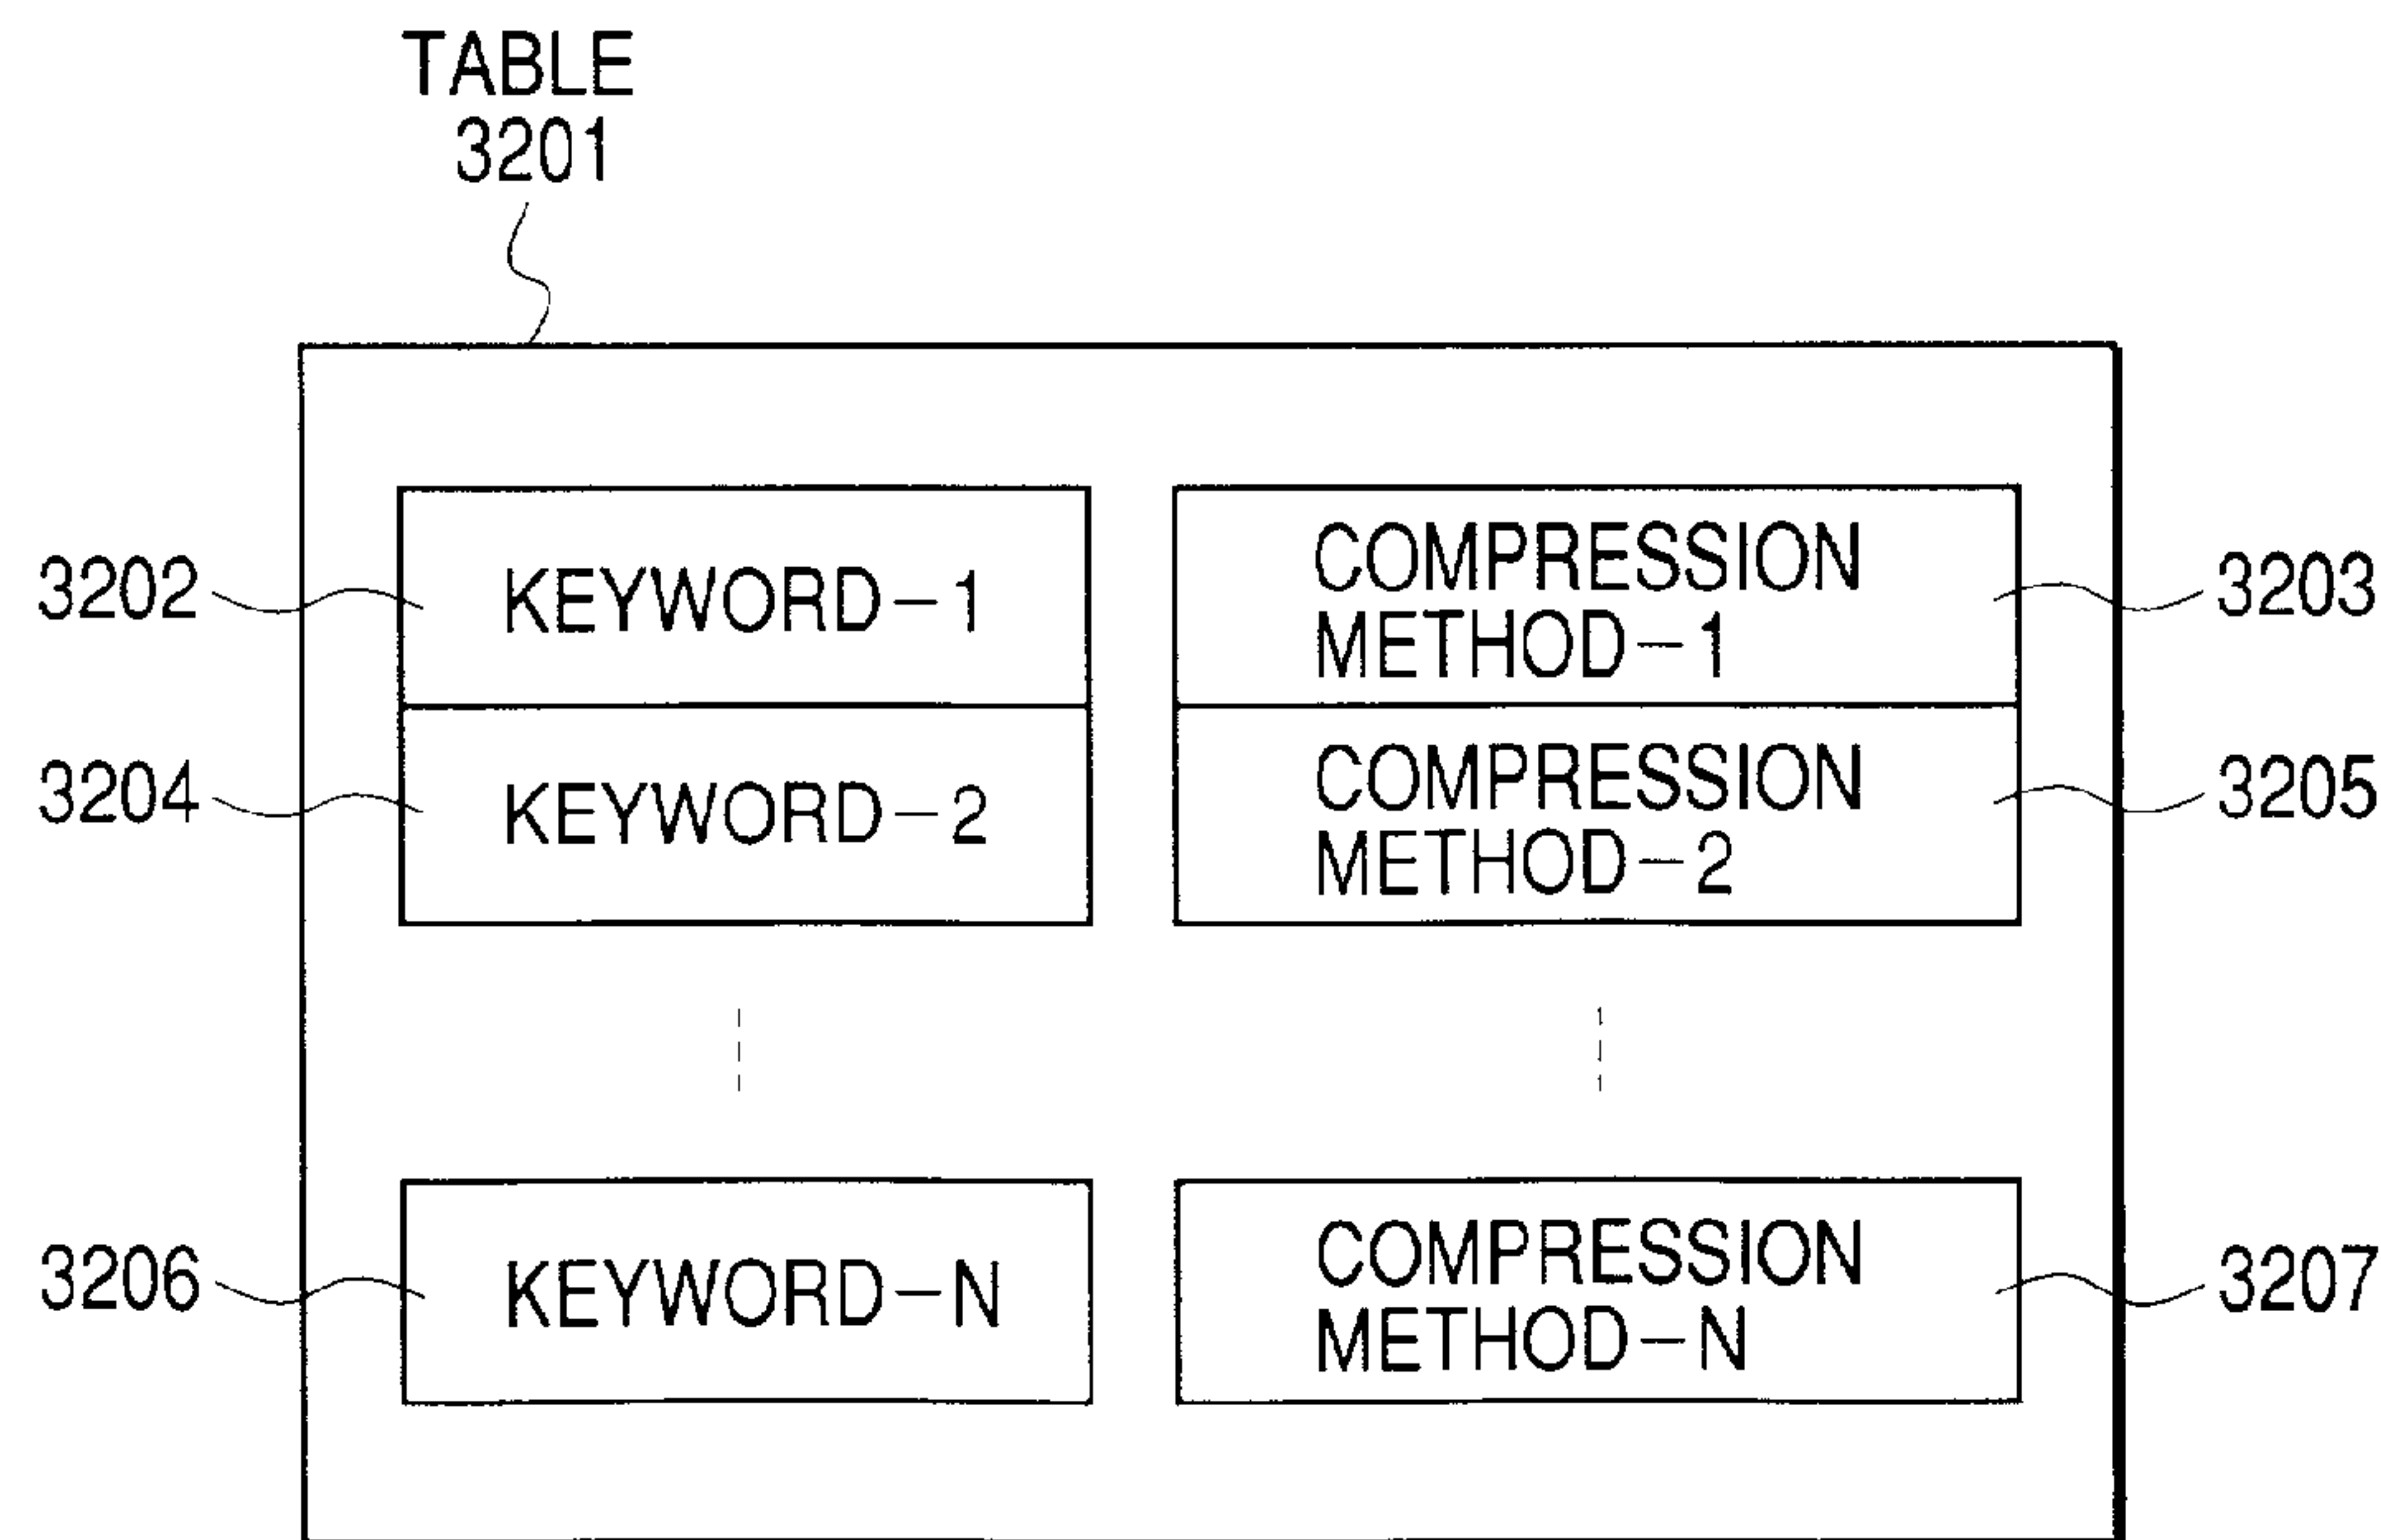 TABLE
3201
3202
KEYWORD-1
COMPRESSION
METHOD-1
3203
3204
KEYWORD-2
COMPRESSION
METHOD-2
3205
3206
KEYWORD-N
COMPRESSION
METHOD-N
3207